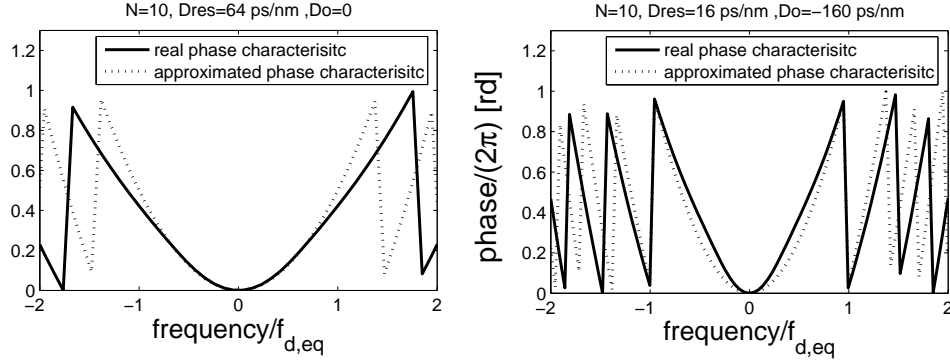 N=10, Dres=64 ps/nm, Do=0
real phase characterisitc
approximated phase characterisitc
1.2
1
0.8
0.6
0.4
0.2
0
−2
−1
0
1
2
frequency/f_{d,eq}
N=10, Dres=16 ps/nm ,Do=−160 ps/nm
real phase characterisitc
approximated phase characterisitc
phase/(2π) [rd]
1.2
1
0.8
0.6
0.4
0.2
0
−2
−1
0
1
2
frequency/f_{d,eq}